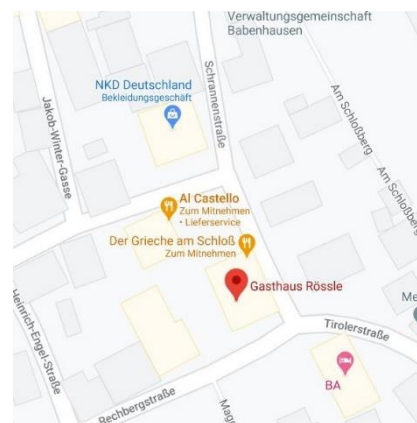 Verwaltungsgemeinschaft
Babenhausen
NKD Deutschland
Bekleidungsgeschäft
Schrannenstraße
Jakob-Winter-Gasse
Am Schloßberg
Am Schloßberg
Al Castello
Zum Mitnehmen
• Lieferservice
Der Grieche am Schloß
Zum Mitnehmen
Gasthaus Rössle
Me
Heinrich-Engel-Straße
Tirolerstraße
BA
Rechbergstraße